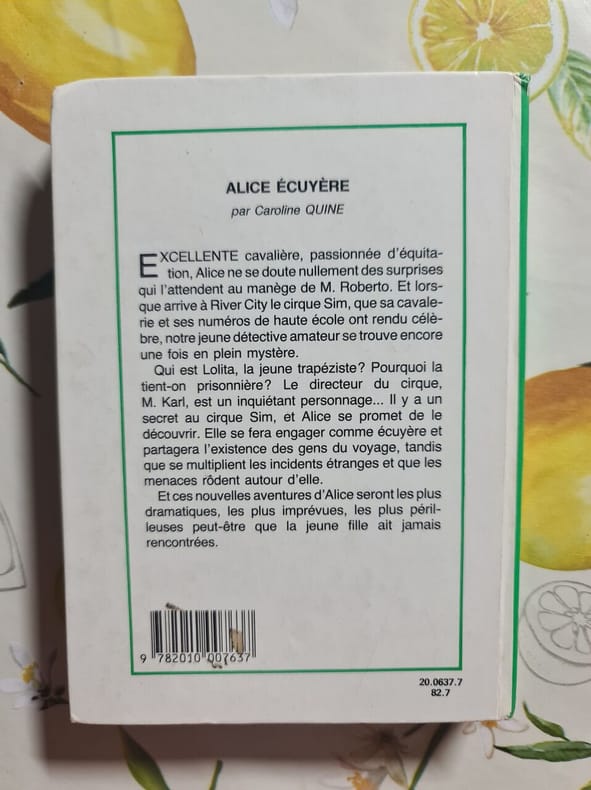 ALICE ÉCUYÈRE
par Caroline QUINE
EXCELLENTE cavalière, passionnée d'équita-
tion, Alice ne se doute nullement des surprises
qui l'attendent au manège de M. Roberto. Et lors-
que arrive à River City le cirque Sim, que sa cavale-
rie et ses numéros de haute école ont rendu célè-
bre, notre jeune détective amateur se trouve encore
une fois en plein mystère.
Qui est Lolita, la jeune trapéziste? Pourquoi la
tient-on prisonnière? Le directeur du cirque,
M. Karl, est un inquiétant personnage... Il y a un
secret au cirque Sim, et Alice se promet de le
découvrir. Elle se fera engager comme écuyère et
partagera l'existence des gens du voyage, tandis
que se multiplient les incidents étranges et que les
menaces rôdent autour d'elle.
Et ces nouvelles aventures d'Alice seront les plus
dramatiques, les plus imprévues, les plus péril-
leuses peut-être que la jeune fille ait jamais
rencontrées.
9 782010 007637
20.0637.7
82.7